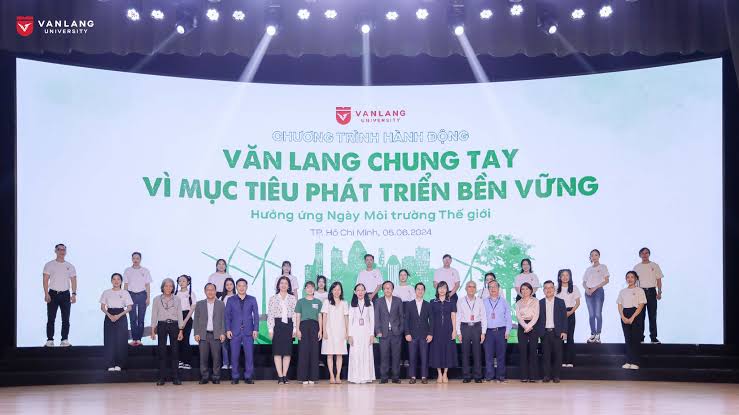 VANLANG
UNIVERSITY
VANLANG
UNIVERSITY
CHƯƠNG TRÌNH HÀNH ĐỘNG
VĂN LANG CHUNG TAY
VÌ MỤC TIÊU PHÁT TRIỂN BỀN VỮNG
Hưởng ứng Ngày Môi trường Thế giới
TP. Hồ Chí Minh, 05.06.2024